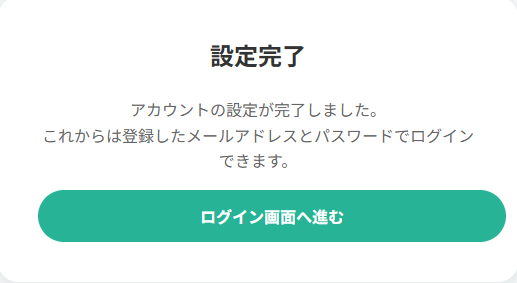 設定完了
アカウントの設定が完了しました。
これからは登録したメールアドレスとパスワードでログイン
できます。
ログイン画面へ進む